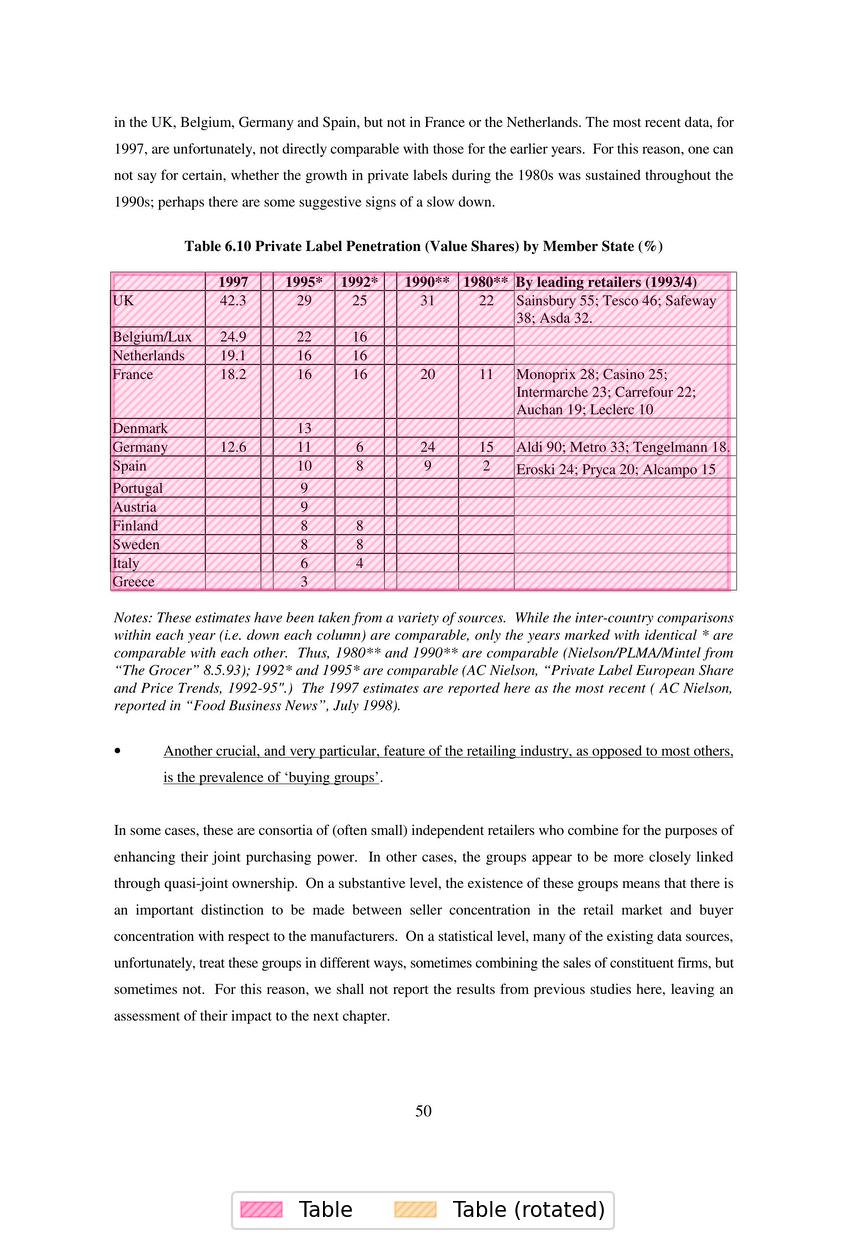 in the UK, Belgium, Germany and Spain, but not in France or the Netherlands. The most recent data, for
1997, are unfortunately, not directly comparable with those for the earlier years. For this reason, one can
not say for certain, whether the growth in private labels during the 1980s was sustained throughout the
1990s; perhaps there are some suggestive signs of a slow down.
Table 6.10 Private Label Penetration (Value Shares) by Member State (%)
1997 1995* 1992* 1990** 1980** By leading retailers (1993/4)
UK 42.3 29 25 31 22 Sainsbury 55; Tesco 46; Safeway
38; Asda 32.
Belgium/Lux 24.9 22 16
Netherlands 19.1 16 16
France 18.2 16 16 20 11 Monoprix 28; Casino 25;
Intermarche 23; Carrefour 22;
Auchan 19; Leclerc 10
Denmark 13
Germany 12.6 11 6 24 15 Aldi 90; Metro 33; Tengelmann 18.
Spain 10 8 9 2 Eroski 24; Pryca 20; Alcampo 15
Portugal 9
Austria 9
Finland 8 8
Sweden 8 8
Italy 6 4
Greece 3
Notes: These estimates have been taken from a variety of sources. While the inter-country comparisons
within each year (i.e. down each column) are comparable, only the years marked with identical * are
comparable with each other. Thus, 1980** and 1990** are comparable (Nielson/PLMA/Mintel from
“The Grocer” 8.5.93); 1992* and 1995* are comparable (AC Nielson, “Private Label European Share
and Price Trends, 1992-95".) The 1997 estimates are reported here as the most recent ( AC Nielson,
reported in “Food Business News”, July 1998).
• Another crucial, and very particular, feature of the retailing industry, as opposed to most others,
is the prevalence of ‘buying groups’.
In some cases, these are consortia of (often small) independent retailers who combine for the purposes of
enhancing their joint purchasing power. In other cases, the groups appear to be more closely linked
through quasi-joint ownership. On a substantive level, the existence of these groups means that there is
an important distinction to be made between seller concentration in the retail market and buyer
concentration with respect to the manufacturers. On a statistical level, many of the existing data sources,
unfortunately, treat these groups in different ways, sometimes combining the sales of constituent firms, but
sometimes not. For this reason, we shall not report the results from previous studies here, leaving an
assessment of their impact to the next chapter.
50
Table Table (rotated)